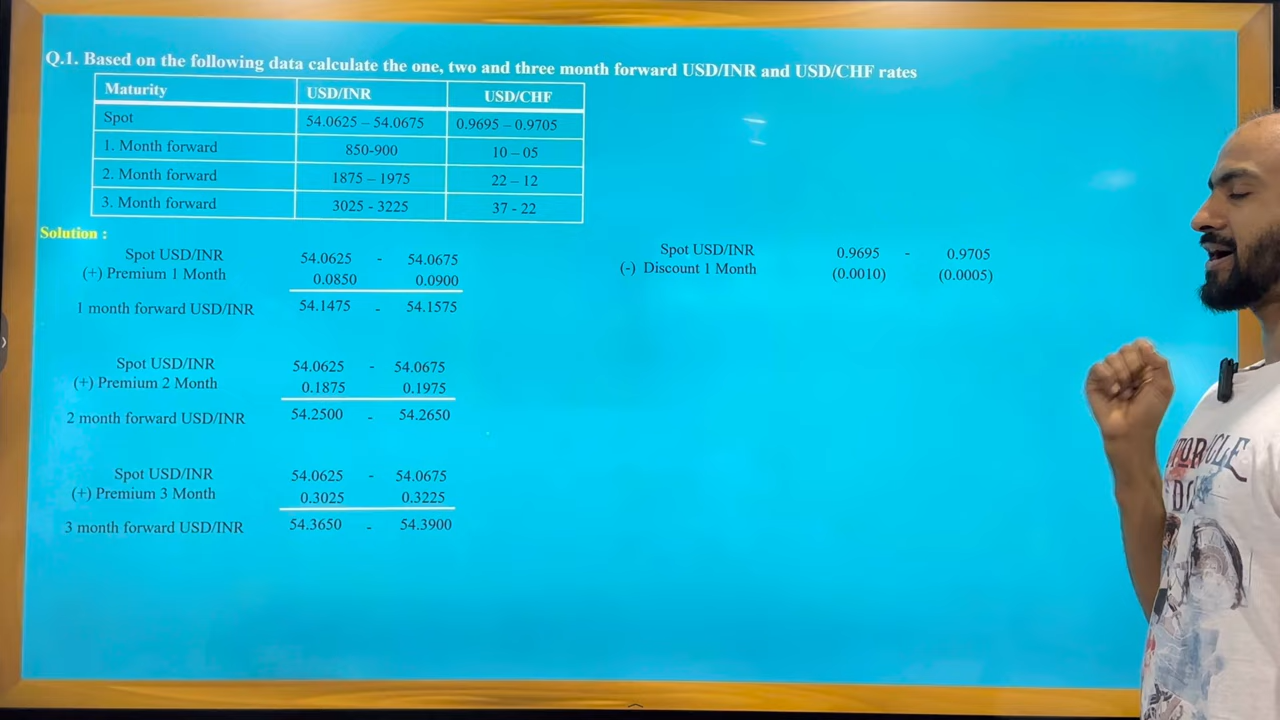 Q.1. Based on the following data calculate the one, two and three month forward USD/INR and USD/CHF rates
Maturity USD/INR USD/CHF
Spot 54.0625 – 54.0675 0.9695 – 0.9705
1. Month forward 850-900 10 – 05
2. Month forward 1875 – 1975 22 – 12
3. Month forward 3025 - 3225 37 - 22
Solution :
Spot USD/INR 54.0625 - 54.0675
(+) Premium 1 Month 0.0850 0.0900
1 month forward USD/INR 54.1475 - 54.1575
Spot USD/INR 54.0625 - 54.0675
(+) Premium 2 Month 0.1875 0.1975
2 month forward USD/INR 54.2500 - 54.2650
Spot USD/INR 54.0625 - 54.0675
(+) Premium 3 Month 0.3025 0.3225
3 month forward USD/INR 54.3650 - 54.3900
Spot USD/INR 0.9695 - 0.9705
(-) Discount 1 Month (0.0010) (0.0005)